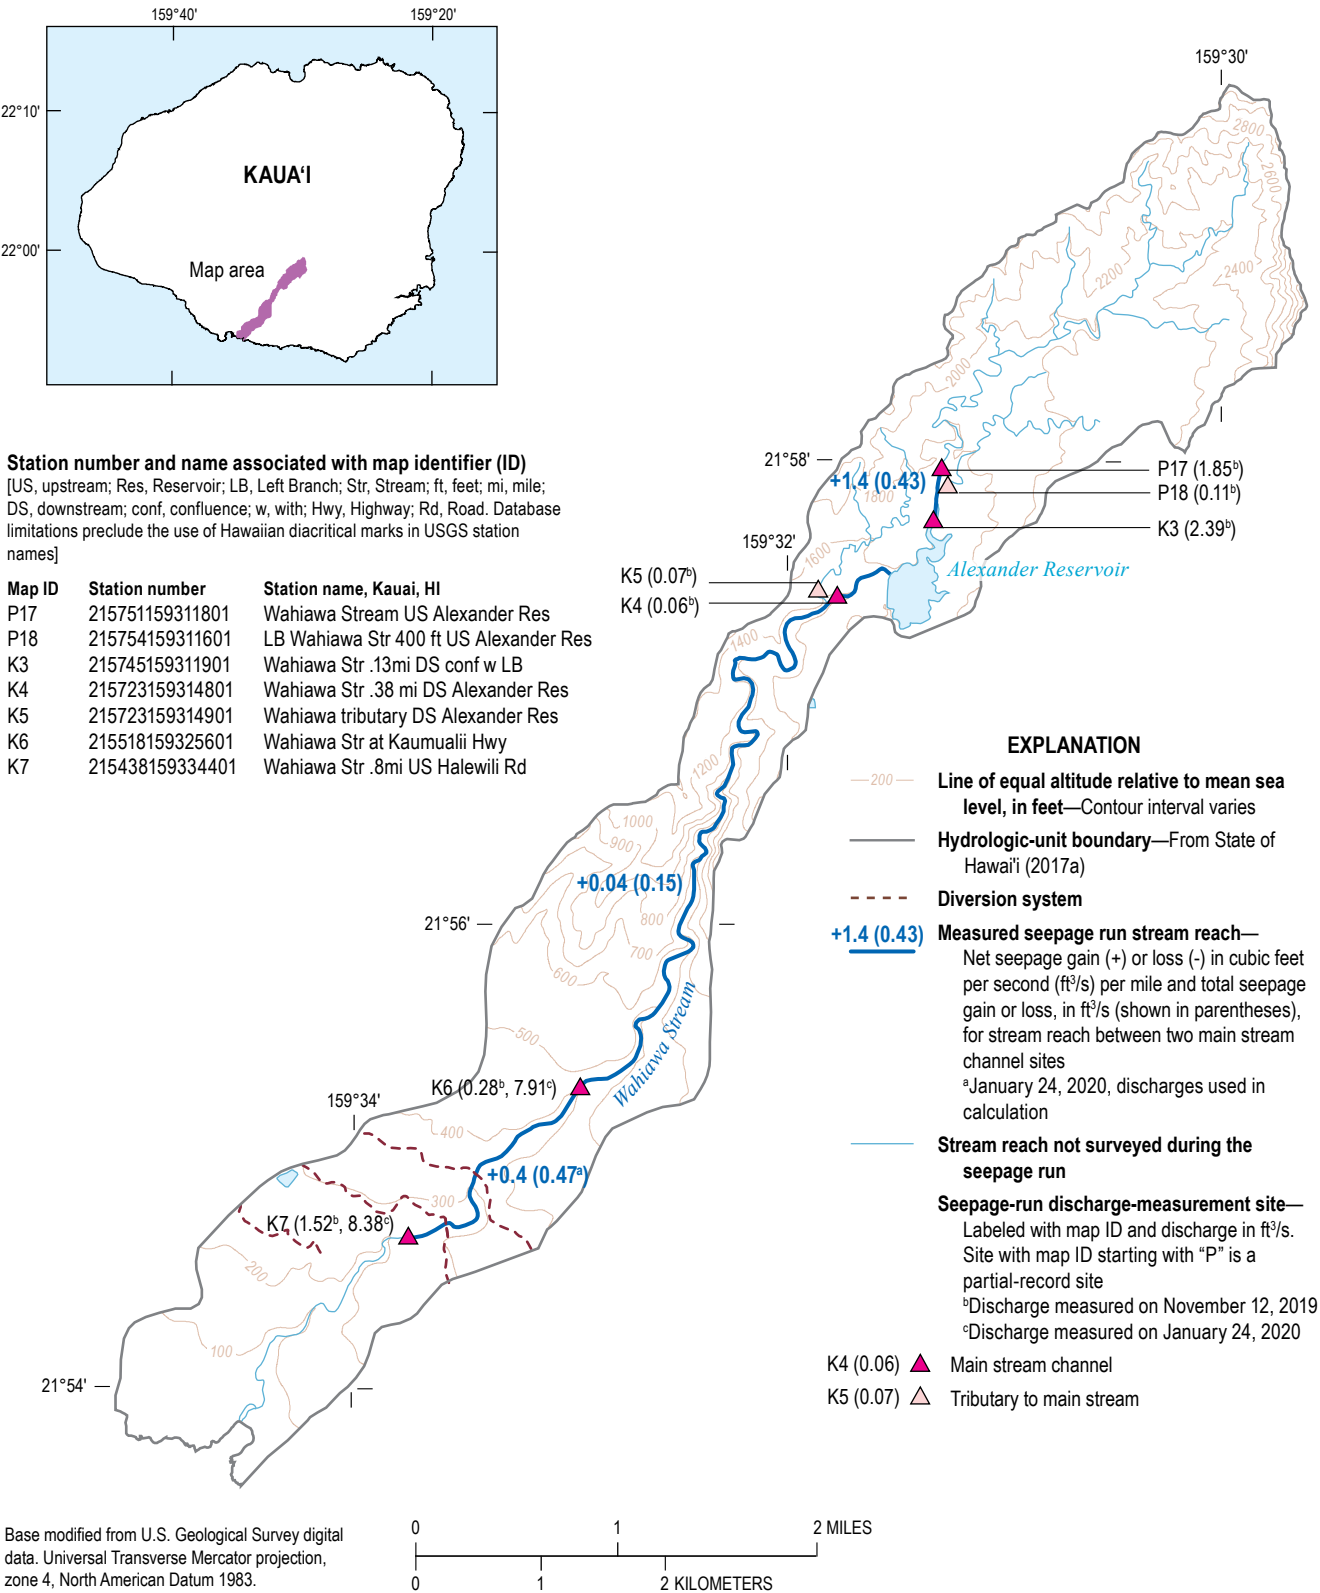 159°40'
159°20'
22°10'
22°00'
KAUA‘I
Map area
159°30'
2800
2600
2400
2200
2000
1800
1600
1400
1200
1000
900
800
700
600
500
400
300
200
100
21°58'
159°32'
+1.4 (0.43)
P17 (1.85ᵇ)
P18 (0.11ᵇ)
K3 (2.39ᵇ)
K5 (0.07ᵇ)
K4 (0.06ᵇ)
Alexander Reservoir
Station number and name associated with map identifier (ID)
[US, upstream; Res, Reservoir; LB, Left Branch; Str, Stream; ft, feet; mi, mile;
DS, downstream; conf, confluence; w, with; Hwy, Highway; Rd, Road. Database
limitations preclude the use of Hawaiian diacritical marks in USGS station
names]
Map ID Station number Station name, Kauai, HI
P17 215751159311801 Wahiawa Stream US Alexander Res
P18 215754159311601 LB Wahiawa Str 400 ft US Alexander Res
K3 215745159311901 Wahiawa Str .13mi DS conf w LB
K4 215723159314801 Wahiawa Str .38 mi DS Alexander Res
K5 215723159314901 Wahiawa tributary DS Alexander Res
K6 215518159325601 Wahiawa Str at Kaumualii Hwy
K7 215438159334401 Wahiawa Str .8mi US Halewili Rd
+0.04 (0.15)
21°56'
Wahiawa Stream
K6 (0.28ᵇ, 7.91ᶜ)
159°34'
+0.4 (0.47ᵃ)
K7 (1.52ᵇ, 8.38ᶜ)
21°54'
EXPLANATION
200
Line of equal altitude relative to mean sea
level, in feet—Contour interval varies
Hydrologic-unit boundary—From State of
Hawai'i (2017a)
Diversion system
+1.4 (0.43) Measured seepage run stream reach—
Net seepage gain (+) or loss (-) in cubic feet
per second (ft³/s) per mile and total seepage
gain or loss, in ft³/s (shown in parentheses),
for stream reach between two main stream
channel sites
ᵃJanuary 24, 2020, discharges used in
calculation
Stream reach not surveyed during the
seepage run
Seepage-run discharge-measurement site—
Labeled with map ID and discharge in ft³/s.
Site with map ID starting with “P” is a
partial-record site
ᵇDischarge measured on November 12, 2019
ᶜDischarge measured on January 24, 2020
K4 (0.06) Main stream channel
K5 (0.07) Tributary to main stream
Base modified from U.S. Geological Survey digital
data. Universal Transverse Mercator projection,
zone 4, North American Datum 1983.
0 1 2 MILES
0 1 2 KILOMETERS